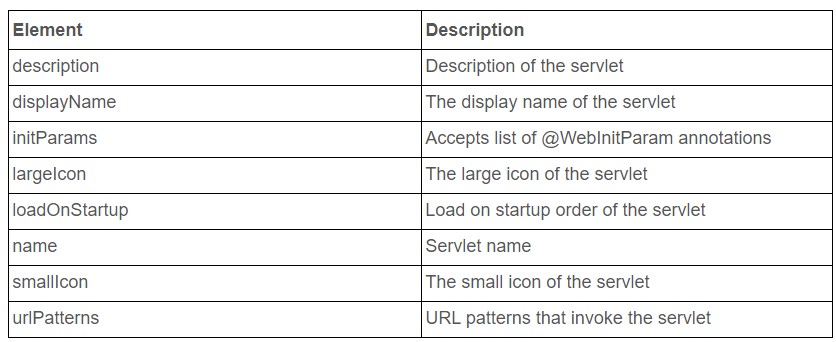 Element Description
description Description of the servlet
displayName The display name of the servlet
initParams Accepts list of @WebInitParam annotations
largeIcon The large icon of the servlet
loadOnStartup Load on startup order of the servlet
name Servlet name
smallIcon The small icon of the servlet
urlPatterns URL patterns that invoke the servlet